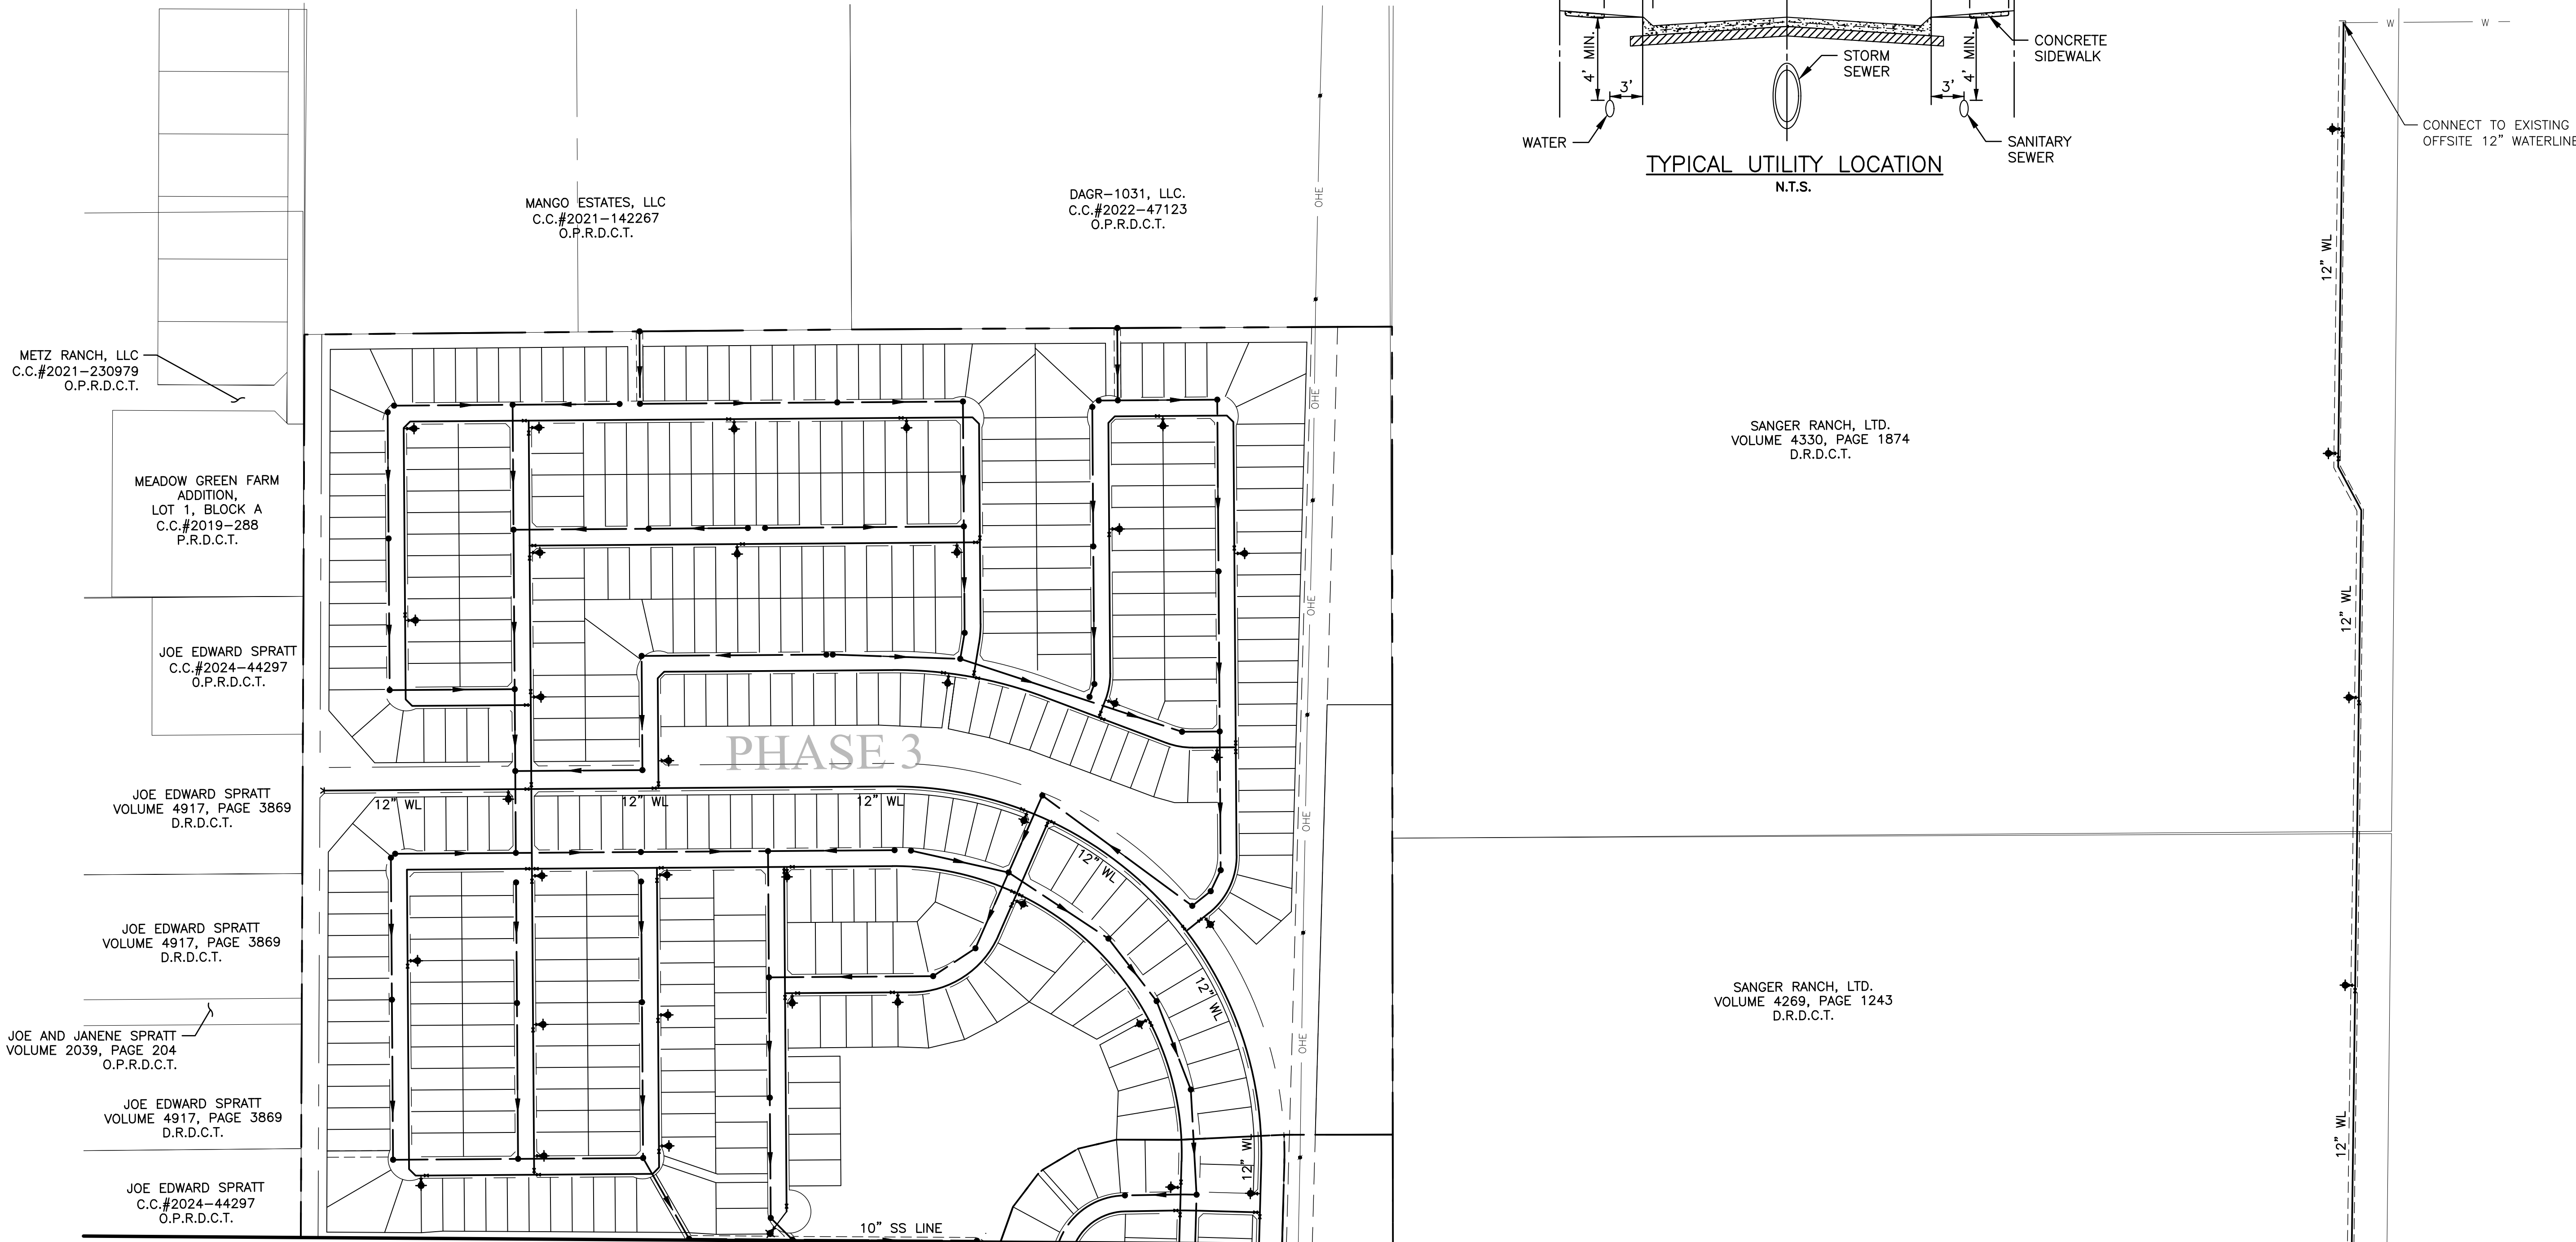 4' MIN.
3'
WATER
STORM
SEWER
CONCRETE
SIDEWALK
4' MIN.
3'
SANITARY
SEWER
TYPICAL UTILITY LOCATION
N.T.S.
W
W
CONNECT TO EXISTING
OFFSITE 12" WATERLINE
MANGO ESTATES, LLC
C.C.#2021-142267
O.P.R.D.C.T.
DAGR-1031, LLC.
C.C.#2022-47123
O.P.R.D.C.T.
OHE
12" WL
METZ RANCH, LLC
C.C.#2021-230979
O.P.R.D.C.T.
OHE
SANGER RANCH, LTD.
VOLUME 4330, PAGE 1874
D.R.D.C.T.
MEADOW GREEN FARM
ADDITION,
LOT 1, BLOCK A
C.C.#2019-288
P.R.D.C.T.
OHE
12" WL
JOE EDWARD SPRATT
C.C.#2024-44297
O.P.R.D.C.T.
PHASE 3
JOE EDWARD SPRATT
VOLUME 4917, PAGE 3869
D.R.D.C.T.
12" WL
12" WL
12" WL
OHE
12" WL
JOE EDWARD SPRATT
VOLUME 4917, PAGE 3869
D.R.D.C.T.
12" WL
SANGER RANCH, LTD.
VOLUME 4269, PAGE 1243
D.R.D.C.T.
JOE AND JANENE SPRATT
VOLUME 2039, PAGE 204
O.P.R.D.C.T.
OHE
JOE EDWARD SPRATT
VOLUME 4917, PAGE 3869
D.R.D.C.T.
12" WL
12" WL
JOE EDWARD SPRATT
C.C.#2024-44297
O.P.R.D.C.T.
10" SS LINE